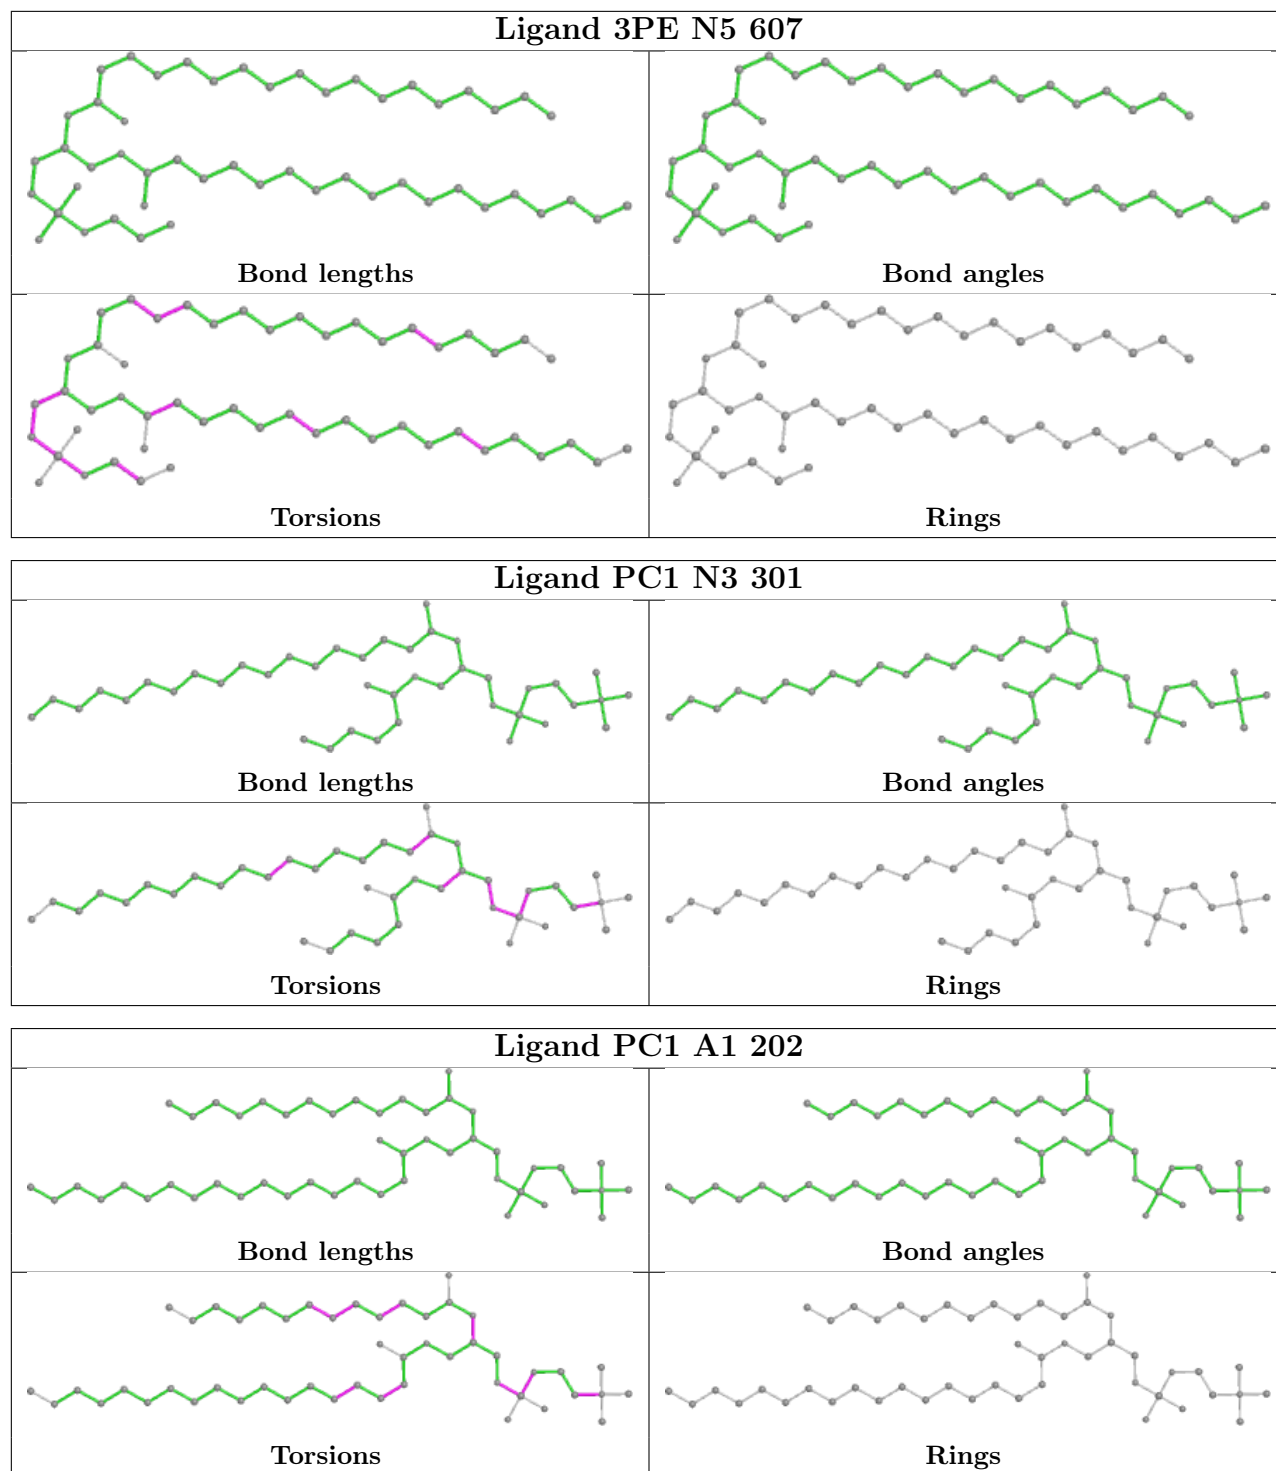 Ligand 3PE N5 607
Bond lengths
Bond angles
Torsions
Rings
Ligand PC1 N3 301
Bond lengths
Bond angles
Torsions
Rings
Ligand PC1 A1 202
Bond lengths
Bond angles
Torsions
Rings